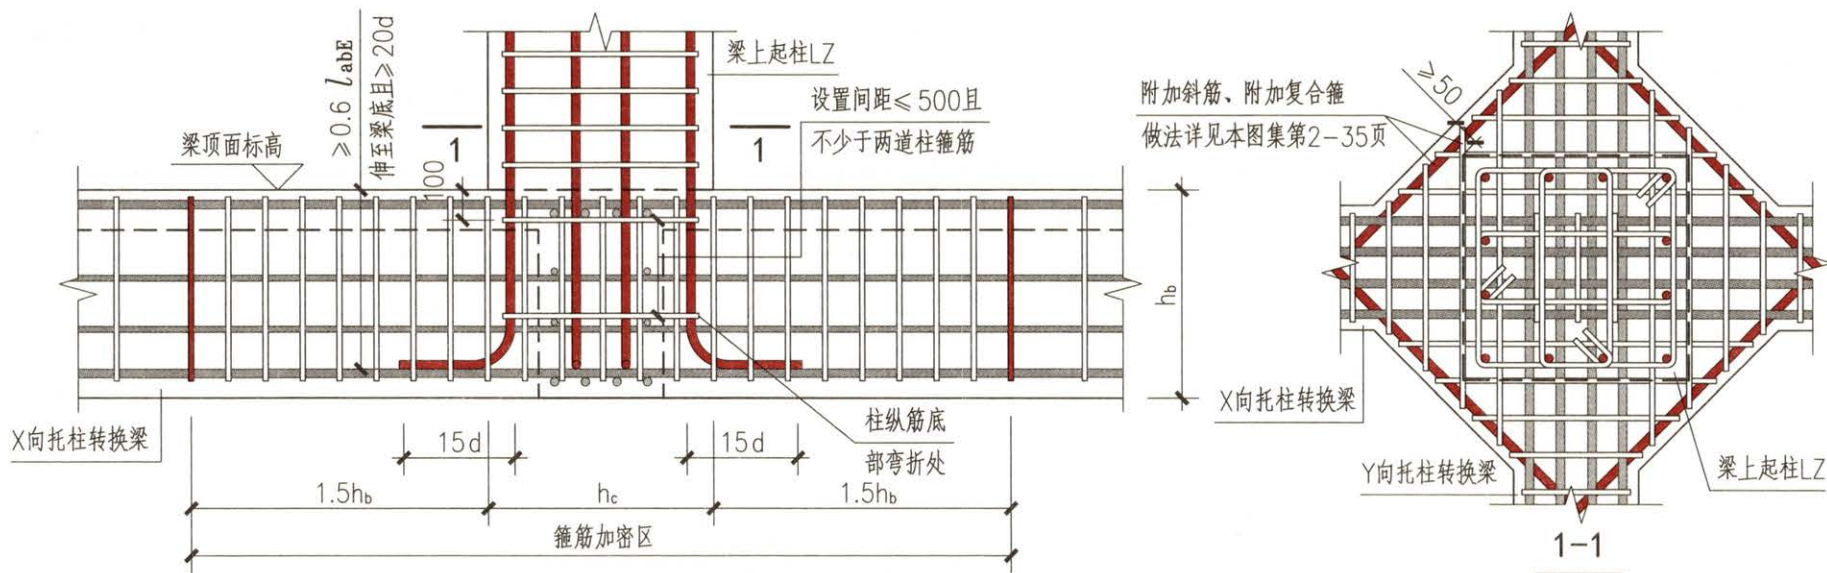 ≥0.6 labE
伸至梁底且≥20d
梁上起柱LZ
设置间距≤500且
不少于两道柱箍筋
梁顶面标高
1
1
100
hb
X向托柱转换梁
15d
15d
柱纵筋底
部弯折处
1.5hb
hc
1.5hb
箍筋加密区
≥50
附加斜筋、附加复合箍
做法详见本图集第2-35页
X向托柱转换梁
Y向托柱转换梁
梁上起柱LZ
1-1